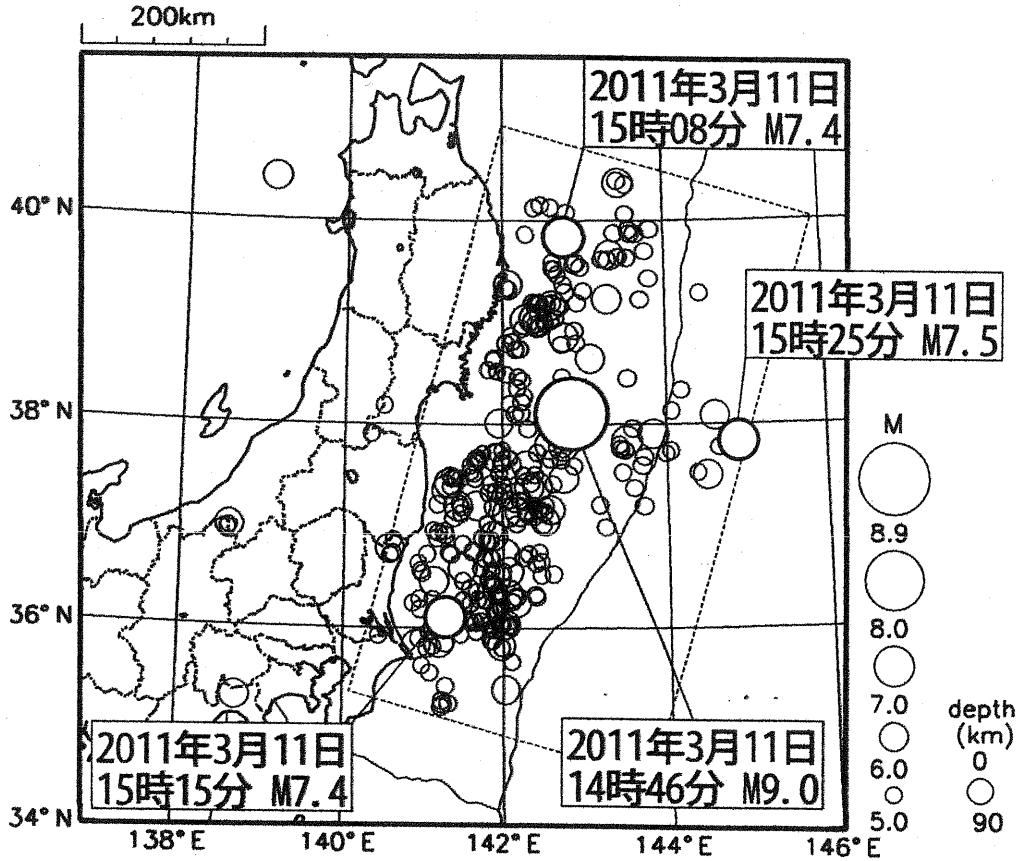 200km
2011年3月11日
15時08分 M7.4
40°N
2011年3月11日
15時25分 M7.5
38°N
M
8.9
8.0
36°N
7.0
depth
(km)
2011年3月11日
15時15分 M7.4
2011年3月11日
14時46分 M9.0
6.0
0
5.0
90
34°N
138°E
140°E
142°E
144°E
146°E